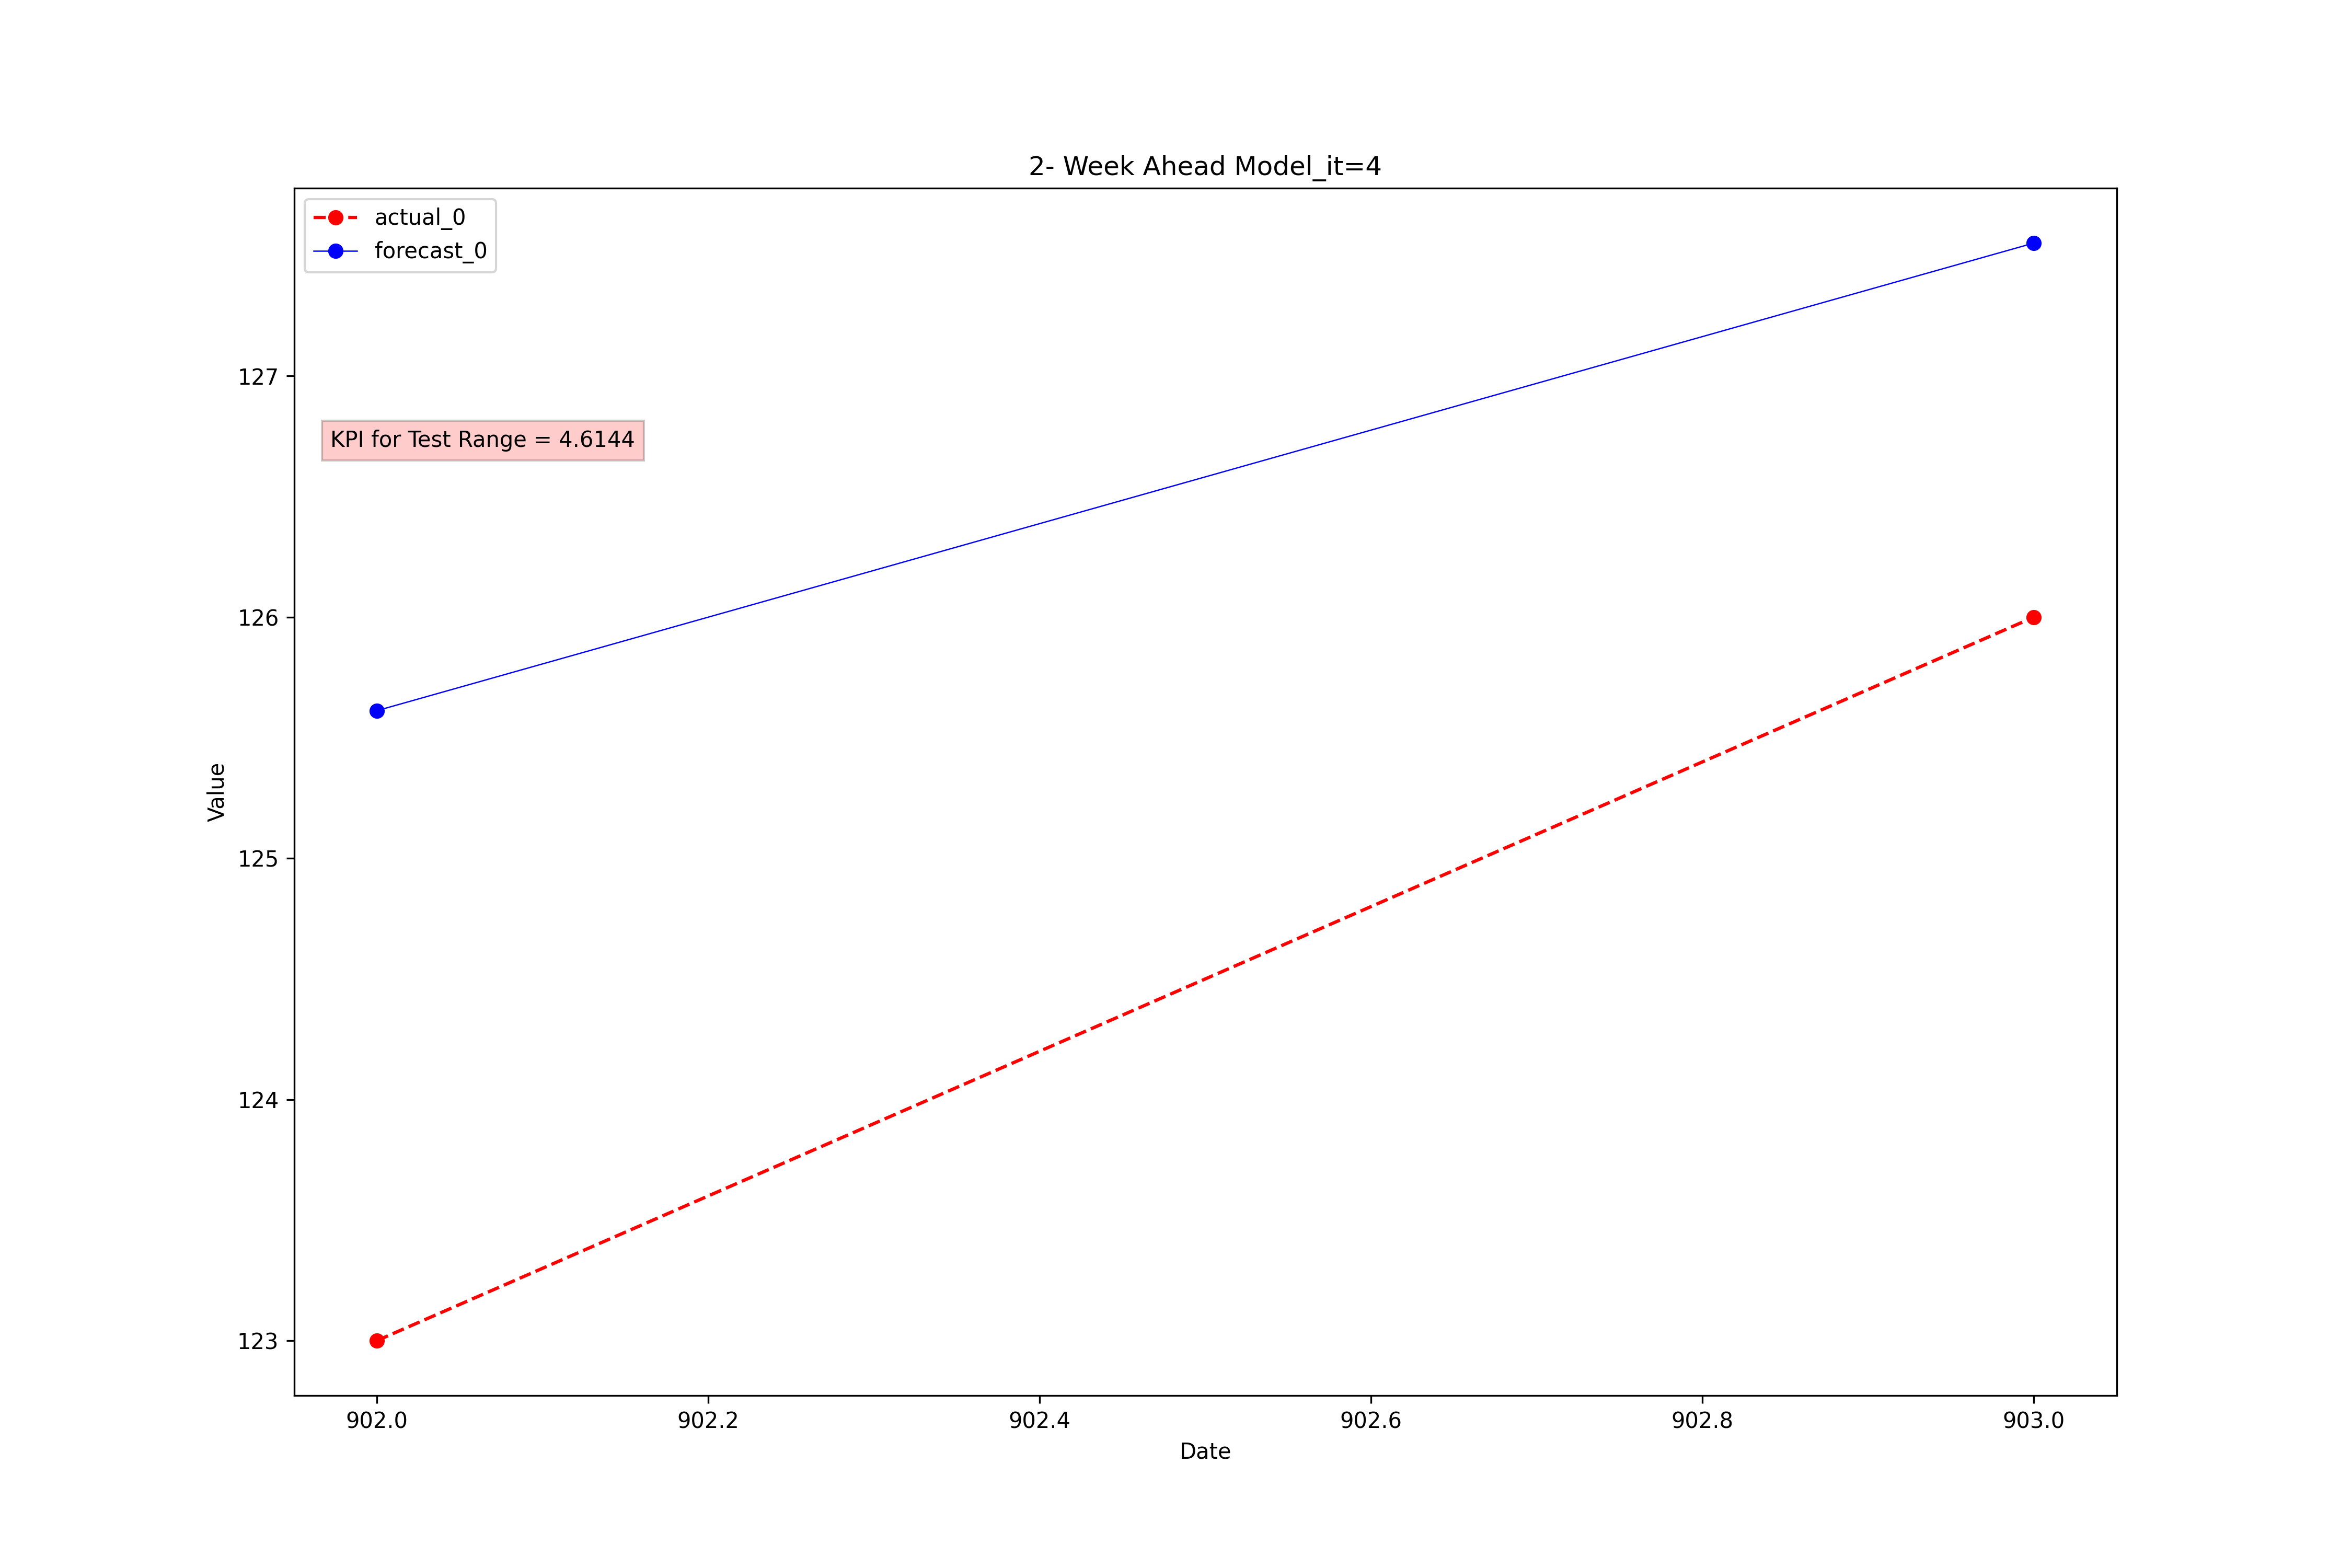 2- Week Ahead Model_it=4
actual_0
forecast_0
KPI for Test Range = 4.6144
127
126
125
124
123
Value
902.0 902.2 902.4 902.6 902.8 903.0
Date